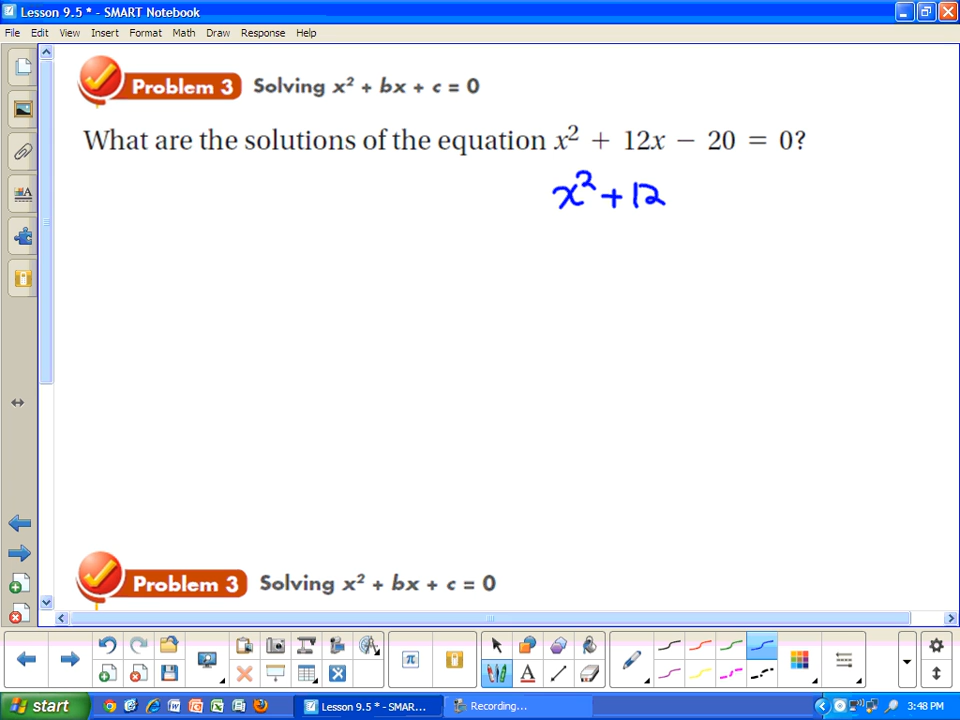 Lesson 9.5 * - SMART Notebook
File Edit View Insert Format Math Draw Response Help
Problem 3 Solving x² + bx + c = 0
What are the solutions of the equation x² + 12x − 20 = 0?
x² + 12
Problem 3 Solving x² + bx + c = 0
A
π
start Lesson 9.5 * - SMAR... Recording... 3:48 PM